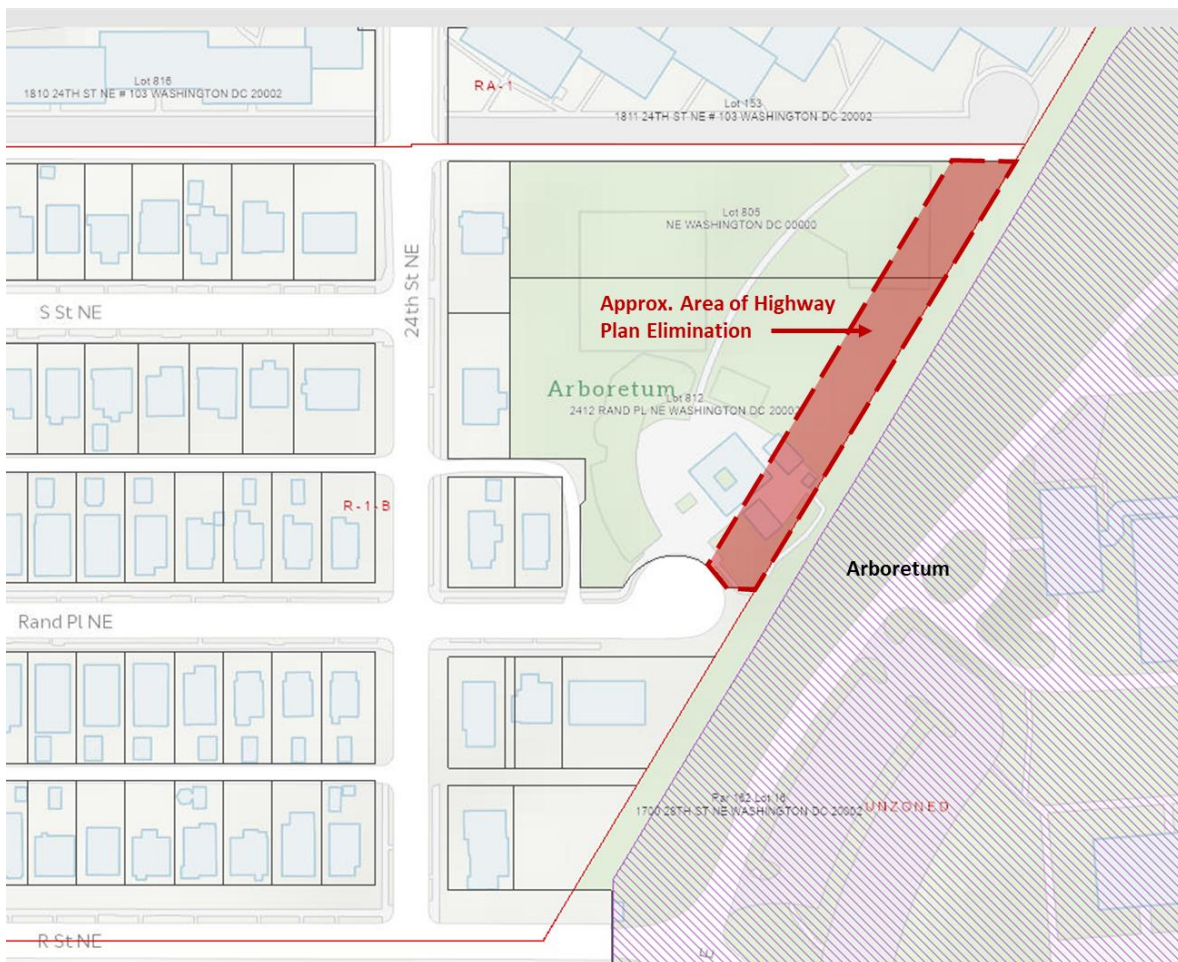 Lot 816
1810 24TH ST NE # 103 WASHINGTON DC 20002
RA-1
Lot 153
1811 24TH ST NE # 103 WASHINGTON DC 20002
Lot 805
NE WASHINGTON DC 00000
24th St NE
S St NE
Approx. Area of Highway
Plan Elimination
Arboretum
Lot 812
2412 RAND PL NE WASHINGTON DC 20002
R-1-B
Arboretum
Rand Pl NE
Par 162 Lot 16
1700 28TH ST NE WASHINGTON DC 20002
UNZONED
R St NE